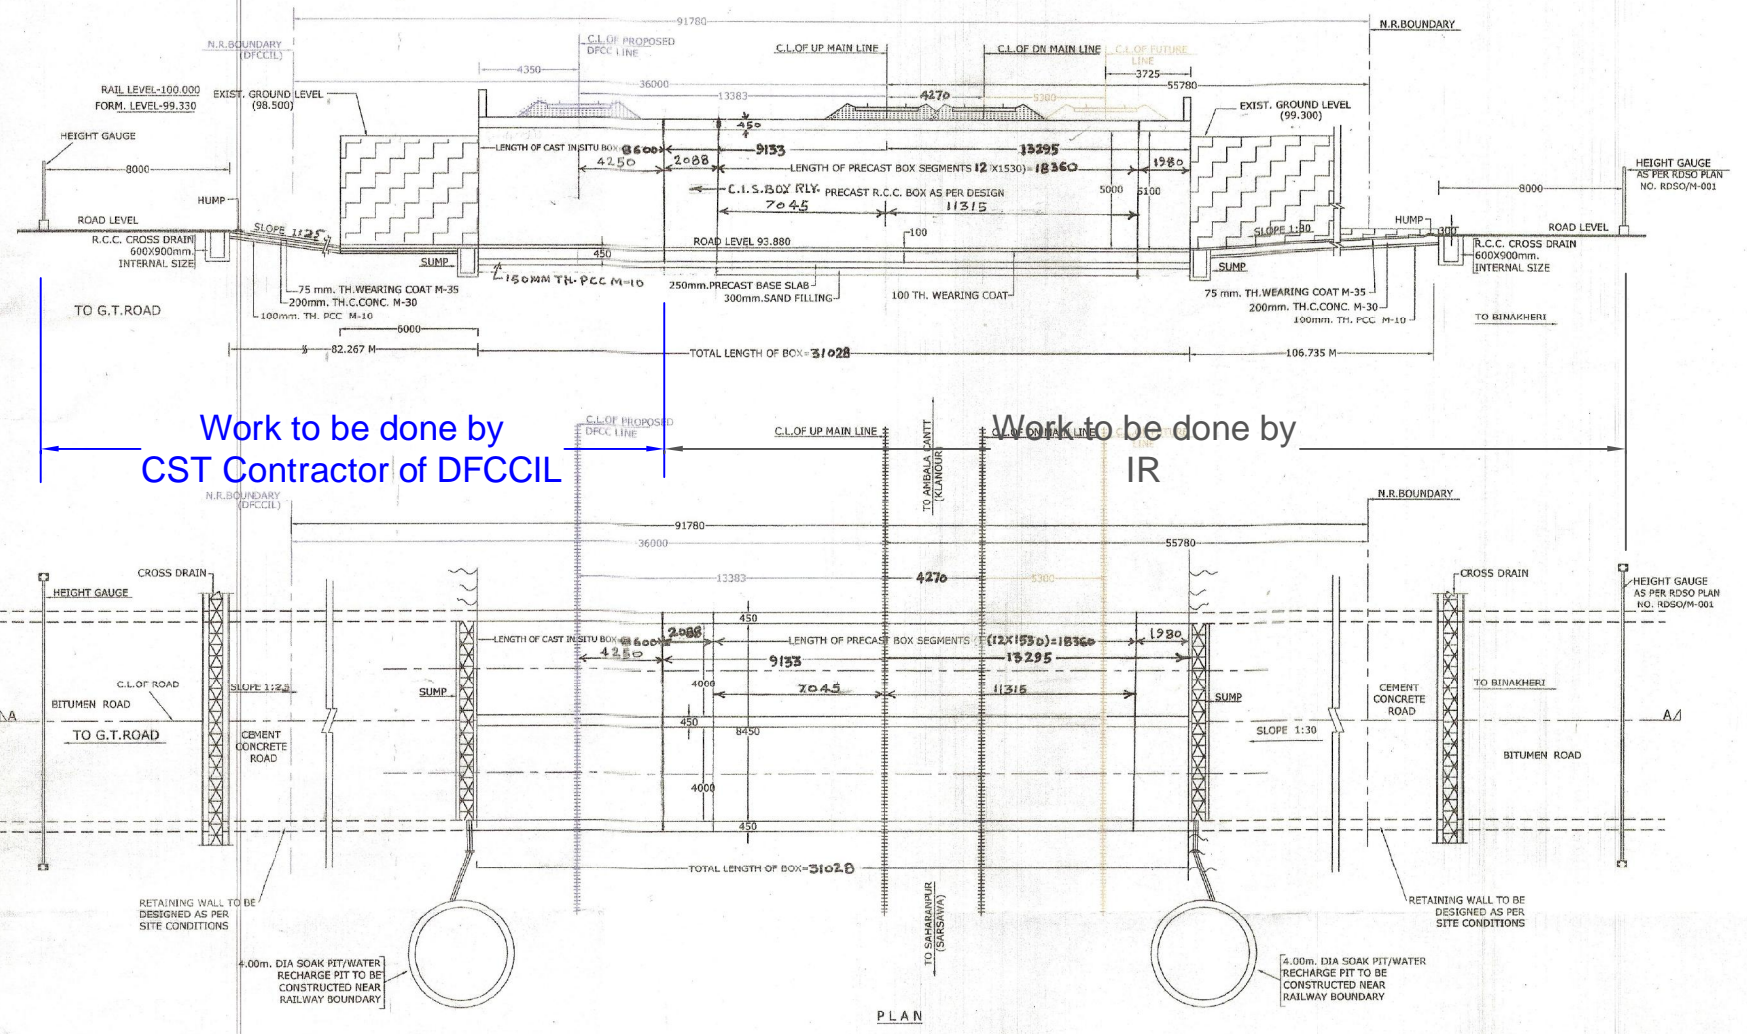 91780
N.R.BOUNDARY
N.R.BOUNDARY
(DFCCIL)
C.L.OF PROPOSED
DFCC LINE
C.L.OF UP MAIN LINE
C.L.OF DN MAIN LINE
C.L.OF FUTURE
LINE
4350
3725
36000
55780
13383
4270
5300
RAIL LEVEL-100.000
FORM. LEVEL-99.330
EXIST. GROUND LEVEL
(98.500)
EXIST. GROUND LEVEL
(99.300)
450
HEIGHT GAUGE
8000
LENGTH OF CAST IN SITU BOX=8600
9133
13295
4250
2088
LENGTH OF PRECAST BOX SEGMENTS 12 X1530)=18360
1980
C.I.S.BOX RLY.
PRECAST R.C.C. BOX AS PER DESIGN
5000
5100
7045
11315
HEIGHT GAUGE
AS PER RDSO PLAN
NO. RDSO/M-001
8000
HUMP
HUMP
ROAD LEVEL
SLOPE 1:25
ROAD LEVEL 93.880
100
SLOPE 1:30
300
ROAD LEVEL
R.C.C. CROSS DRAIN
600X900mm.
INTERNAL SIZE
SUMP
450
150MM TH. PCC M-10
250mm.PRECAST BASE SLAB
300mm.SAND FILLING
100 TH. WEARING COAT
SUMP
R.C.C. CROSS DRAIN
600X900mm.
INTERNAL SIZE
75 mm. TH.WEARING COAT M-35
200mm. TH.C.CONC. M-30
100mm. TH. PCC M-10
75 mm. TH.WEARING COAT M-35
200mm. TH.C.CONC. M-30
100mm. TH. PCC M-10
TO G.T.ROAD
TO BINAKHERI
6000
82.267 M
TOTAL LENGTH OF BOX=31028
106.735 M
Work to be done by
CST Contractor of DFCCIL
Work to be done by
IR
C.L.OF PROPOSED
DFCC LINE
C.L.OF UP MAIN LINE
C.L.OF DN MAIN LINE
LINE
TO AMBALA CANTT
(KLANOUR)
N.R.BOUNDARY
(DFCCIL)
N.R.BOUNDARY
91780
36000
55780
13383
4270
5300
CROSS DRAIN
HEIGHT GAUGE
CROSS DRAIN
HEIGHT GAUGE
AS PER RDSO PLAN
NO. RDSO/M-001
450
LENGTH OF CAST IN SITU BOX=8600
2088
LENGTH OF PRECAST BOX SEGMENTS (12X1530)=18360
1980
4250
9133
13295
4000
7045
11315
C.L.OF ROAD
SLOPE 1:25
SUMP
SUMP
BITUMEN ROAD
CEMENT
CONCRETE
ROAD
TO BINAKHERI
A
450
8450
A
TO G.T.ROAD
CEMENT
CONCRETE
ROAD
SLOPE 1:30
BITUMEN ROAD
4000
450
TOTAL LENGTH OF BOX=31028
RETAINING WALL TO BE
DESIGNED AS PER
SITE CONDITIONS
TO SAHARANPUR
(SARSAWA)
RETAINING WALL TO BE
DESIGNED AS PER
SITE CONDITIONS
4.00m. DIA SOAK PIT/WATER
RECHARGE PIT TO BE
CONSTRUCTED NEAR
RAILWAY BOUNDARY
4.00m. DIA SOAK PIT/WATER
RECHARGE PIT TO BE
CONSTRUCTED NEAR
RAILWAY BOUNDARY
PLAN